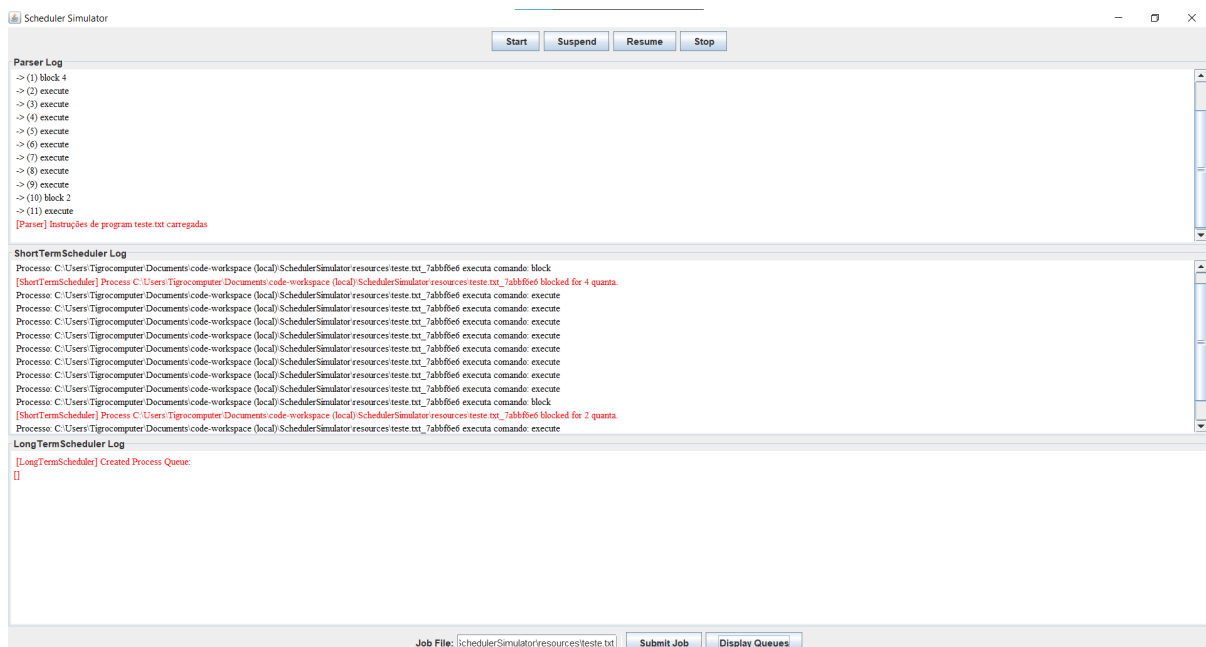 Scheduler Simulator
Start Suspend Resume Stop
Parser Log
-> (1) block 4
-> (2) execute
-> (3) execute
-> (4) execute
-> (5) execute
-> (6) execute
-> (7) execute
-> (8) execute
-> (9) execute
-> (10) block 2
-> (11) execute
[Parser] Instruções de program teste.txt carregadas
ShortTermScheduler Log
Processo: C:\Users\Tigrocomputer\Documents\code-workspace (local)\SchedulerSimulator\resources\teste.txt_7abbf6e6 executa comando: block
[ShortTermScheduler] Process C:\Users\Tigrocomputer\Documents\code-workspace (local)\SchedulerSimulator\resources\teste.txt_7abbf6e6 blocked for 4 quanta.
Processo: C:\Users\Tigrocomputer\Documents\code-workspace (local)\SchedulerSimulator\resources\teste.txt_7abbf6e6 executa comando: execute
Processo: C:\Users\Tigrocomputer\Documents\code-workspace (local)\SchedulerSimulator\resources\teste.txt_7abbf6e6 executa comando: execute
Processo: C:\Users\Tigrocomputer\Documents\code-workspace (local)\SchedulerSimulator\resources\teste.txt_7abbf6e6 executa comando: execute
Processo: C:\Users\Tigrocomputer\Documents\code-workspace (local)\SchedulerSimulator\resources\teste.txt_7abbf6e6 executa comando: execute
Processo: C:\Users\Tigrocomputer\Documents\code-workspace (local)\SchedulerSimulator\resources\teste.txt_7abbf6e6 executa comando: execute
Processo: C:\Users\Tigrocomputer\Documents\code-workspace (local)\SchedulerSimulator\resources\teste.txt_7abbf6e6 executa comando: execute
Processo: C:\Users\Tigrocomputer\Documents\code-workspace (local)\SchedulerSimulator\resources\teste.txt_7abbf6e6 executa comando: execute
Processo: C:\Users\Tigrocomputer\Documents\code-workspace (local)\SchedulerSimulator\resources\teste.txt_7abbf6e6 executa comando: execute
Processo: C:\Users\Tigrocomputer\Documents\code-workspace (local)\SchedulerSimulator\resources\teste.txt_7abbf6e6 executa comando: block
[ShortTermScheduler] Process C:\Users\Tigrocomputer\Documents\code-workspace (local)\SchedulerSimulator\resources\teste.txt_7abbf6e6 blocked for 2 quanta.
Processo: C:\Users\Tigrocomputer\Documents\code-workspace (local)\SchedulerSimulator\resources\teste.txt_7abbf6e6 executa comando: execute
LongTermScheduler Log
[LongTermScheduler] Created Process Queue:
[]
Job File: SchedulerSimulator\resources\teste.txt Submit Job Display Queues